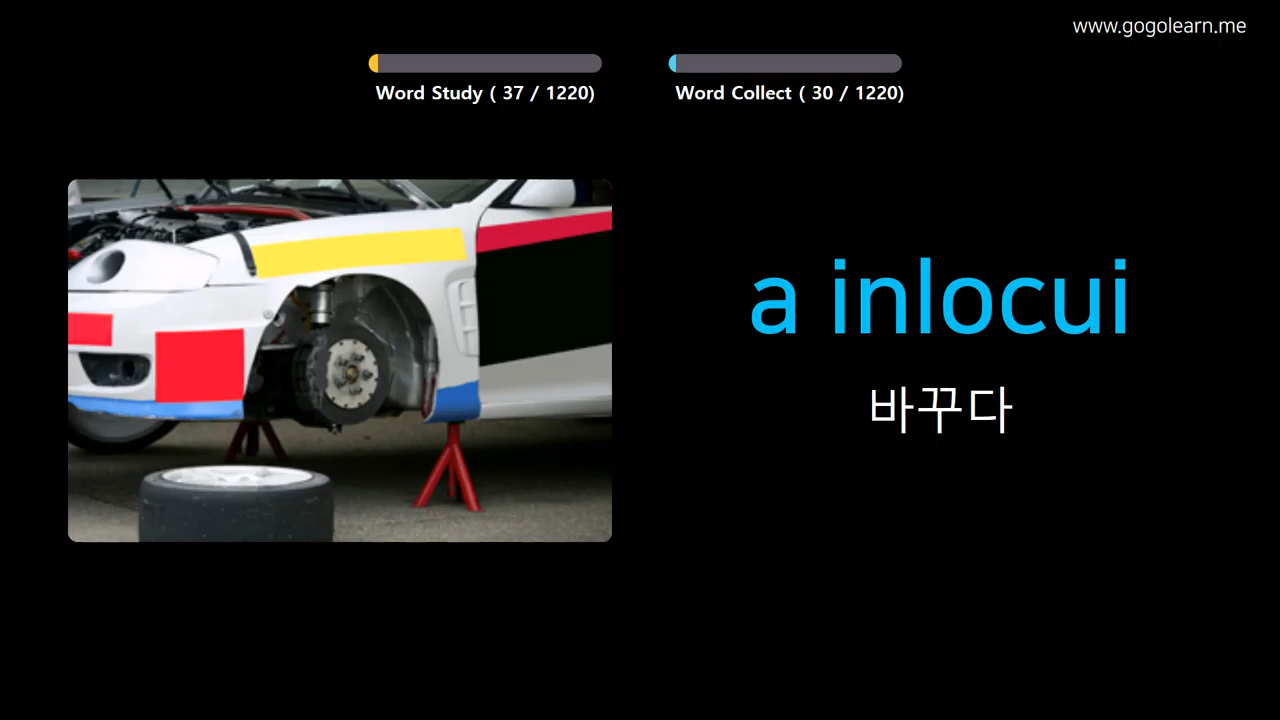 www.gogolearn.me
Word Study ( 37 / 1220)
Word Collect ( 30 / 1220)
a inlocui
바꾸다